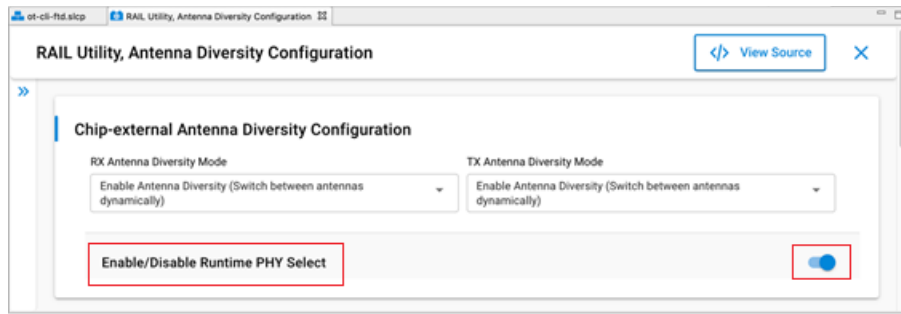 ot-cli-ftd.slcp
RAIL Utility, Antenna Diversity Configuration
RAIL Utility, Antenna Diversity Configuration
</> View Source
Chip-external Antenna Diversity Configuration
RX Antenna Diversity Mode
TX Antenna Diversity Mode
Enable Antenna Diversity (Switch between antennas
dynamically)
Enable Antenna Diversity (Switch between antennas
dynamically)
Enable/Disable Runtime PHY Select